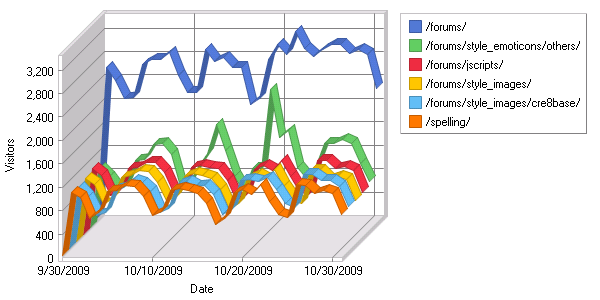 /forums/
/forums/style_emoticons/others/
/forums/jscripts/
/forums/style_images/
/forums/style_images/cre8base/
/spelling/
3,200
2,800
2,400
2,000
1,600
1,200
800
400
0
Visitors
9/30/2009 10/10/2009 10/20/2009 10/30/2009
Date